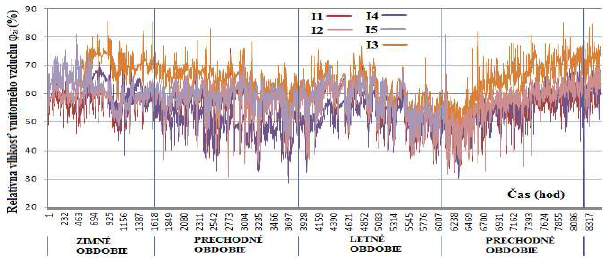 Relatívna vlhkosť vnútorneho vzduchu φᵢ (%)
90
80
70
60
50
40
30
20
I1 I4
I2 I5
I3
Čas (hod)
1 232 463 694 925 1156 1387 1618 1849 2080 2311 2542 2773 3004 3235 3466 3697 3928 4159 4390 4621 4852 5083 5314 5545 5776 6007 6238 6469 6700 6931 7162 7393 7624 7855 8086 8317
ZIMNÉ OBDOBIE PRECHODNÉ OBDOBIE LETNÉ OBDOBIE PRECHODNÉ OBDOBIE